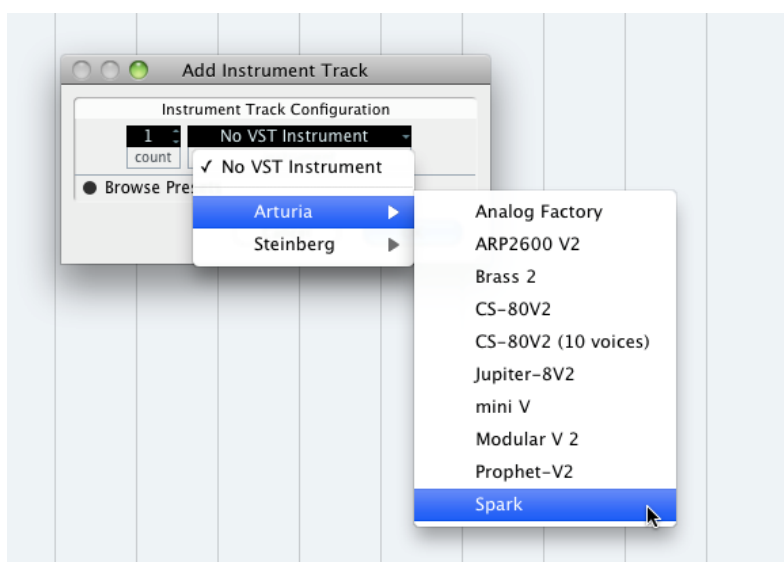 Add Instrument Track
Instrument Track Configuration
1 No VST Instrument
count
✓ No VST Instrument
Browse Pre
Arturia
Steinberg
Analog Factory
ARP2600 V2
Brass 2
CS-80V2
CS-80V2 (10 voices)
Jupiter-8V2
mini V
Modular V 2
Prophet-V2
Spark